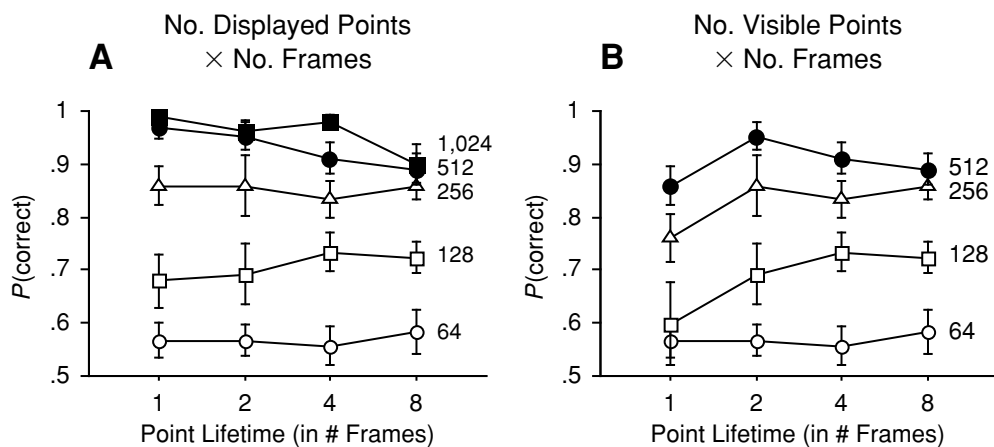 No. Displayed Points
× No. Frames
A
P(correct)
1
.9
.8
.7
.6
.5
1,024
512
256
128
64
1 2 4 8
Point Lifetime (in # Frames)
No. Visible Points
× No. Frames
B
P(correct)
1
.9
.8
.7
.6
.5
512
256
128
64
1 2 4 8
Point Lifetime (in # Frames)